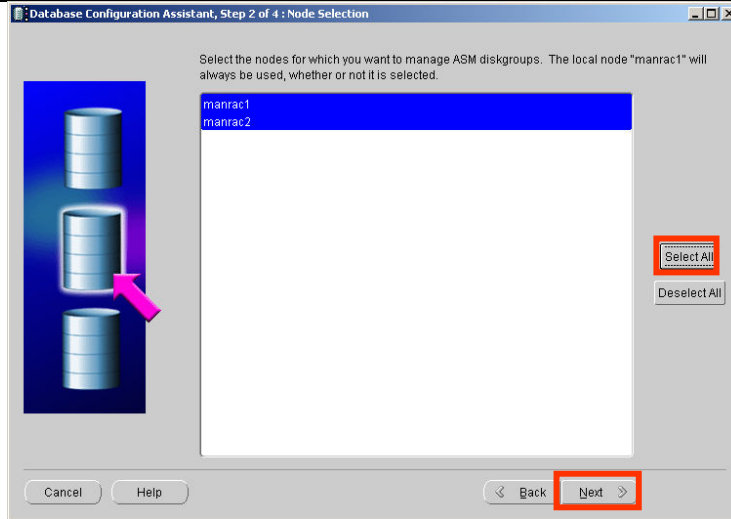 Database Configuration Assistant, Step 2 of 4 : Node Selection
Select the nodes for which you want to manage ASM diskgroups. The local node "manrac1" will
always be used, whether or not it is selected.
manrac1
manrac2
Select All
Deselect All
Cancel
Help
Back
Next